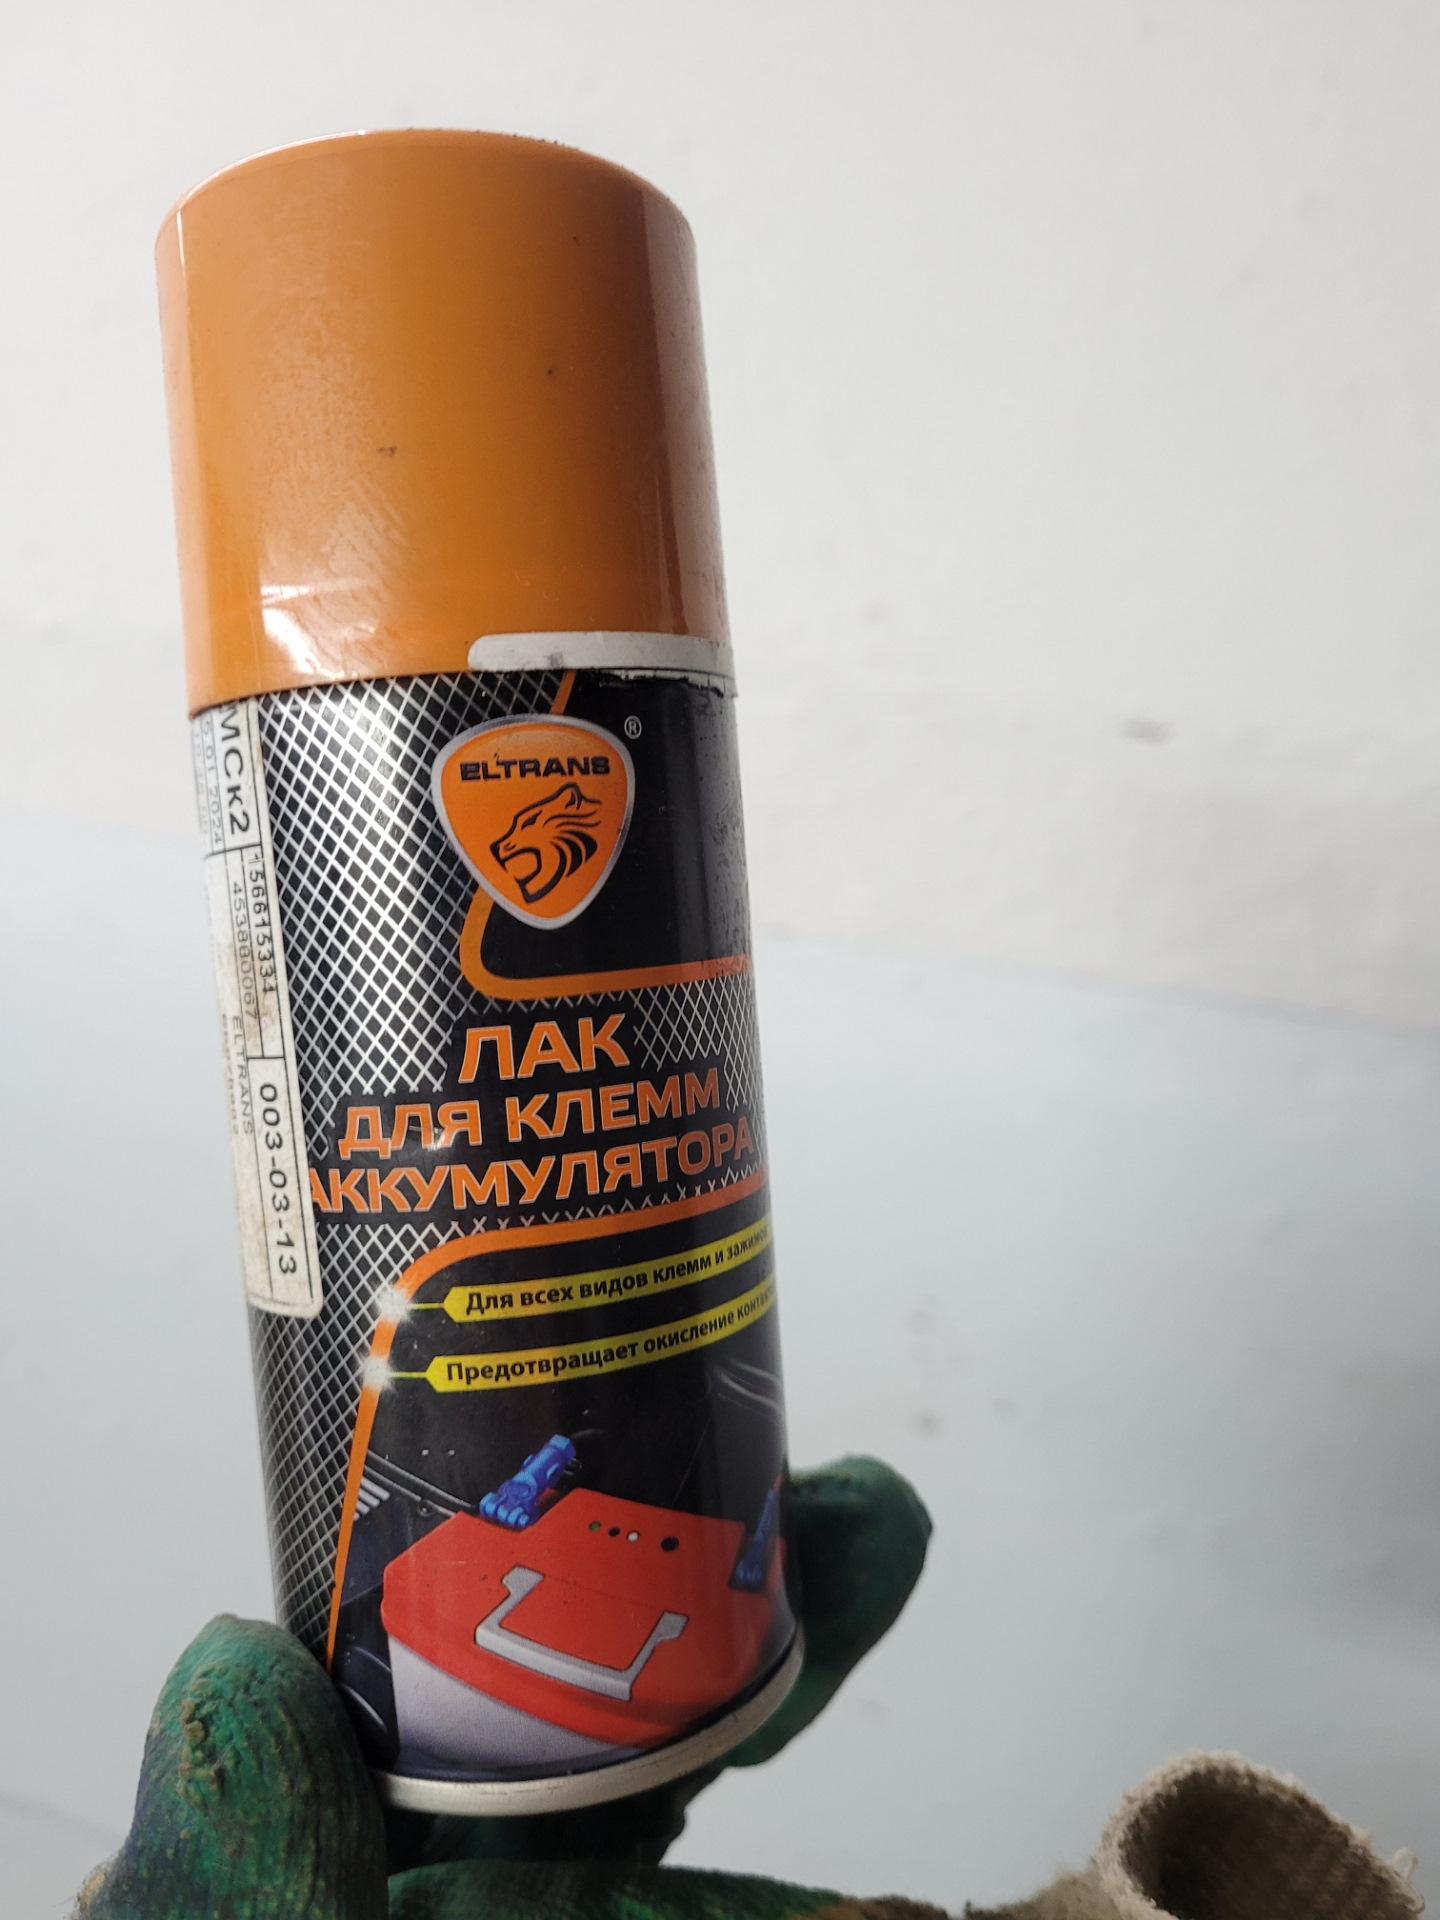 ELTRANS
®
ЛАК
ДЛЯ КЛЕММ
АККУМУЛЯТОРА
Для всех видов клемм и зажимов
Предотвращает окисление
МСк2
156615334
003-03-13
2024
453880067
ELTRANS